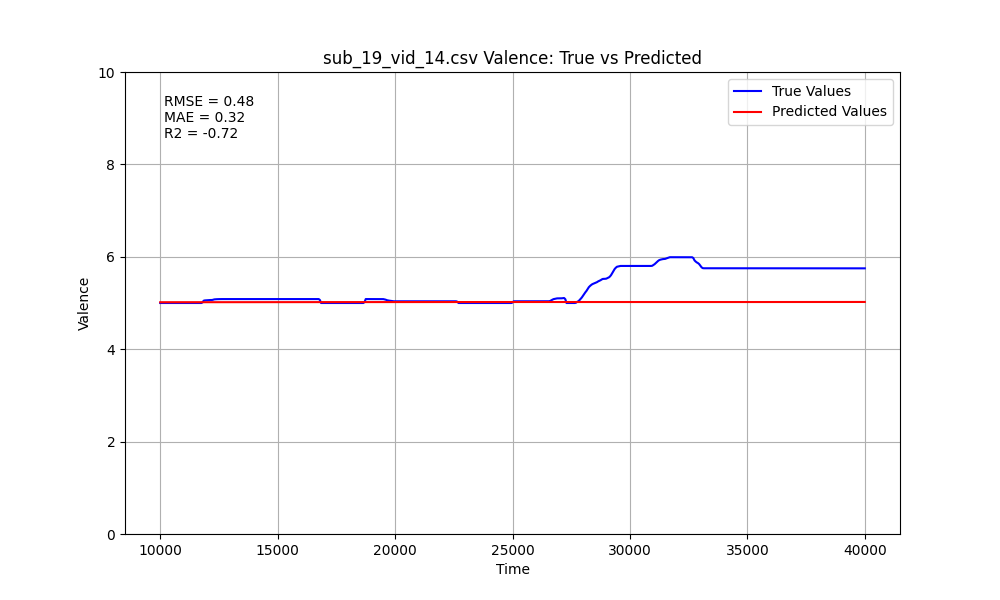 sub_19_vid_14.csv Valence: True vs Predicted
RMSE = 0.48
MAE = 0.32
R2 = -0.72
True Values
Predicted Values
10
8
6
4
2
0
Valence
10000 15000 20000 25000 30000 35000 40000
Time